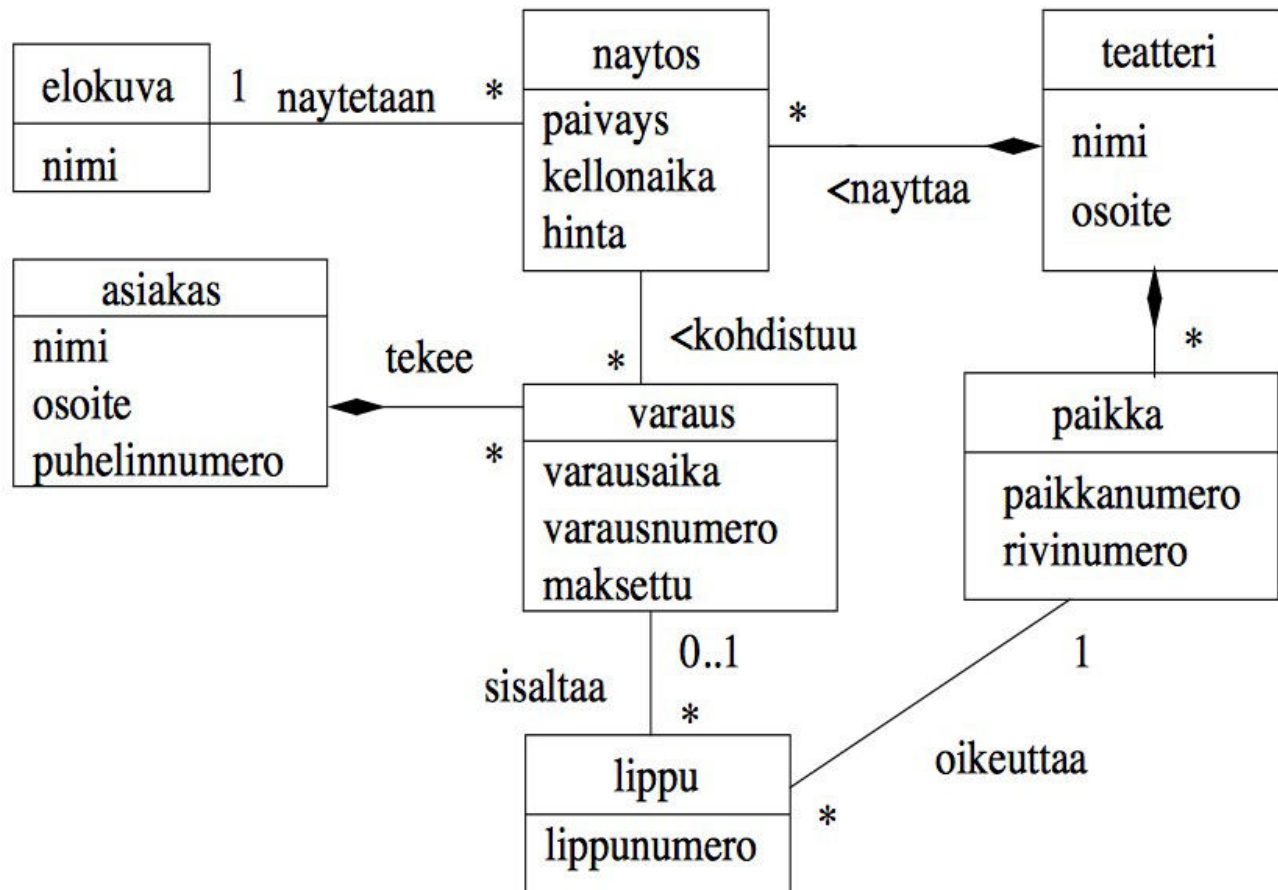 elokuva
nimi
1
naytetaan
*
naytos
paivays
kellonaika
hinta
*
<nayttaa
teatteri
nimi
osoite
asiakas
nimi
osoite
puhelinnumero
tekee
*
*
<kohdistuu
varaus
varausaika
varausnumero
maksettu
*
paikka
paikkanumero
rivinumero
0..1
sisaltaa
*
1
oikeuttaa
*
lippu
lippunumero